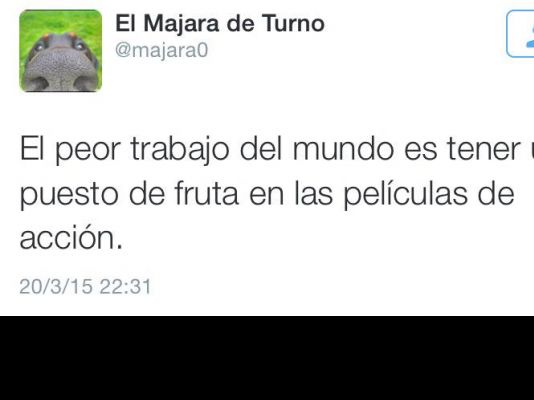 El Majara de Turno
@majara0
El peor trabajo del mundo es tener
puesto de fruta en las películas de
acción.
20/3/15 22:31